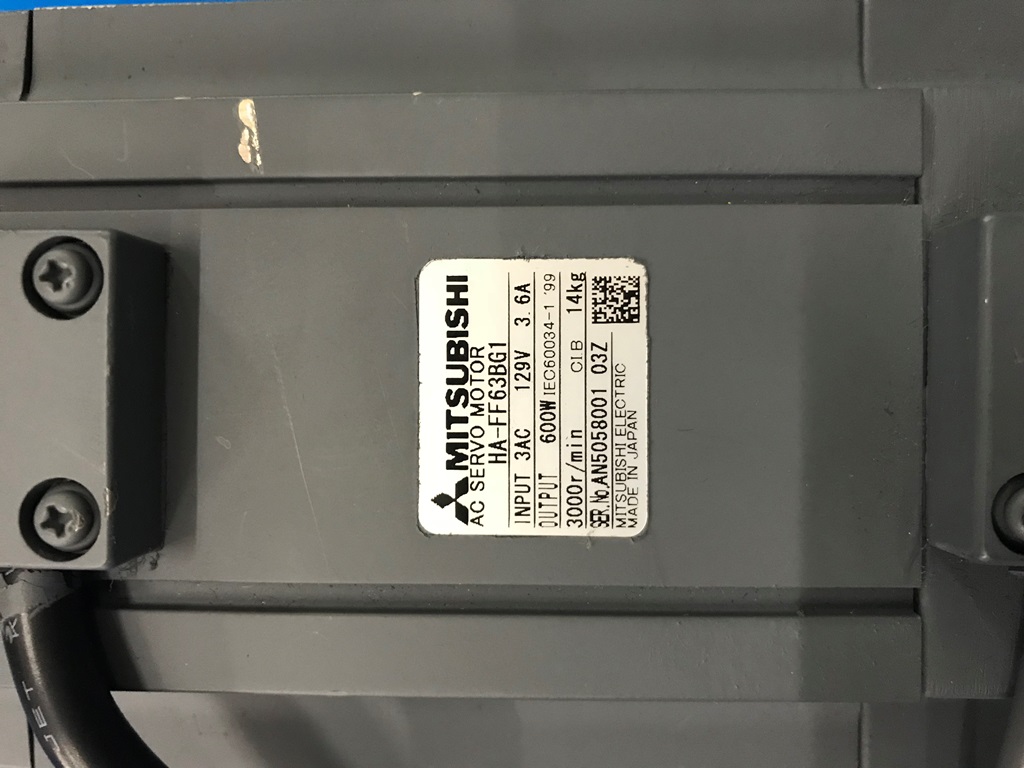 MITSUBISHI
AC SERVO MOTOR
HA-FF63BG1
INPUT 3AC 129V 3.6A
OUTPUT 600W IEC60034-1 '99
3000r/min CI.B 14kg
SER.No.AN5058001 03Z
MITSUBISHI ELECTRIC
MADE IN JAPAN
JET